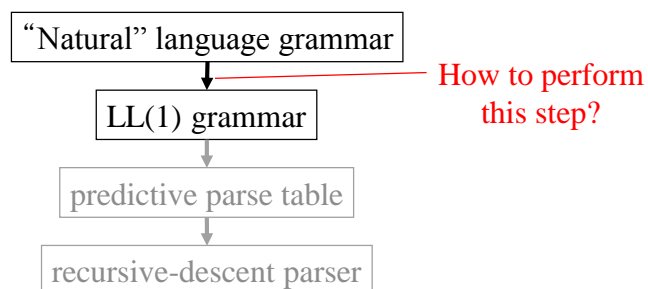 “Natural” language grammar
How to perform
this step?
LL(1) grammar
predictive parse table
recursive-descent parser